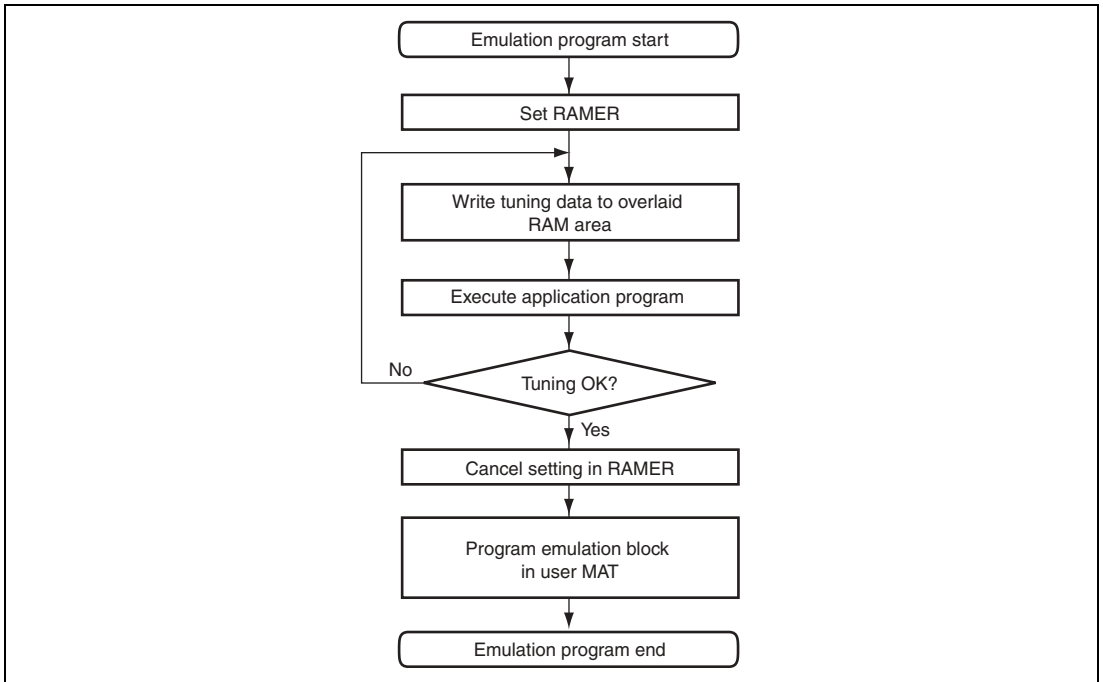 Emulation program start
Set RAMER
Write tuning data to overlaid
RAM area
Execute application program
No
Tuning OK?
Yes
Cancel setting in RAMER
Program emulation block
in user MAT
Emulation program end